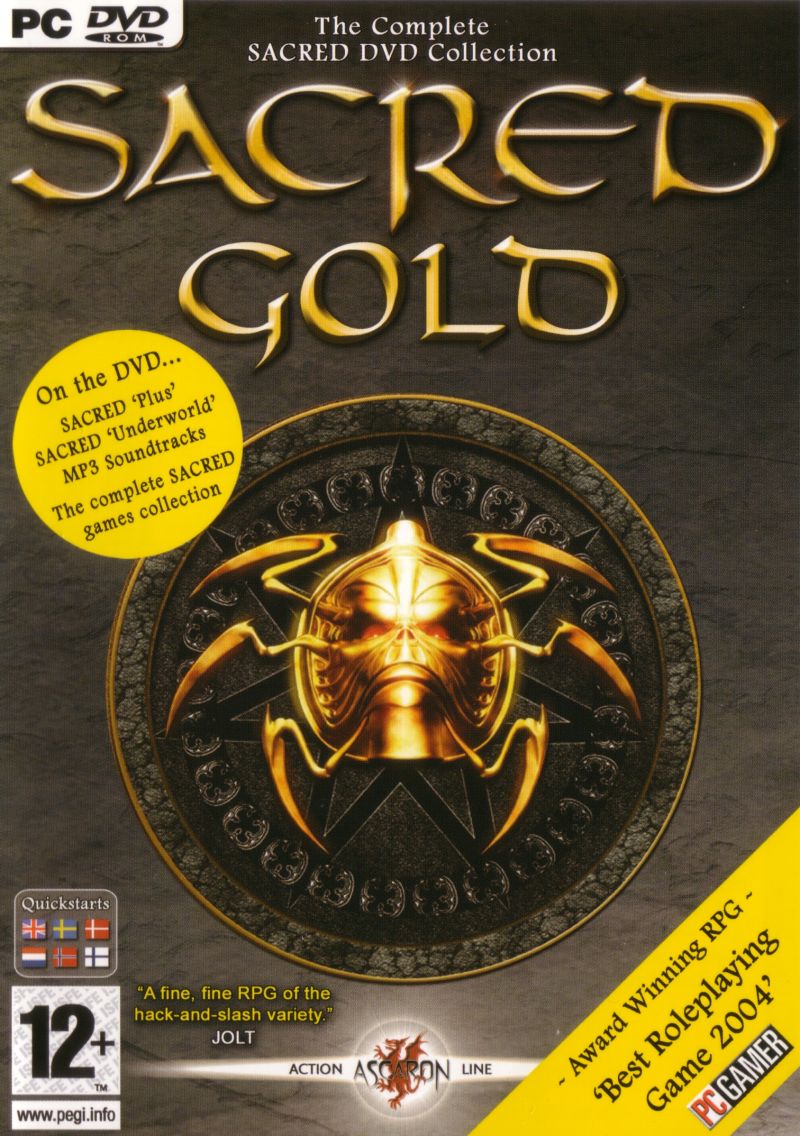 PC DVD
ROM
The Complete
SACRED DVD Collection
SACRED
GOLD
On the DVD...
SACRED 'Plus'
SACRED 'Underworld'
MP3 Soundtracks
The complete SACRED
games collection
Quickstarts
12+
TM
www.pegi.info
"A fine, fine RPG of the
hack-and-slash variety."
JOLT
ACTION ASCARON LINE
~ Award Winning RPG ~
'Best Roleplaying
Game 2004'
PC GAMER